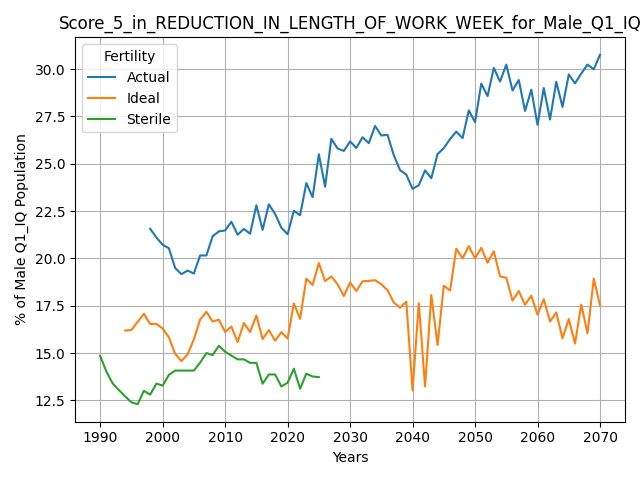 Score_5_in_REDUCTION_IN_LENGTH_OF_WORK_WEEK_for_Male_Q1_IQ
Fertility
Actual
Ideal
Sterile
% of Male Q1_IQ Population
30.0
27.5
25.0
22.5
20.0
17.5
15.0
12.5
1990 2000 2010 2020 2030 2040 2050 2060 2070
Years